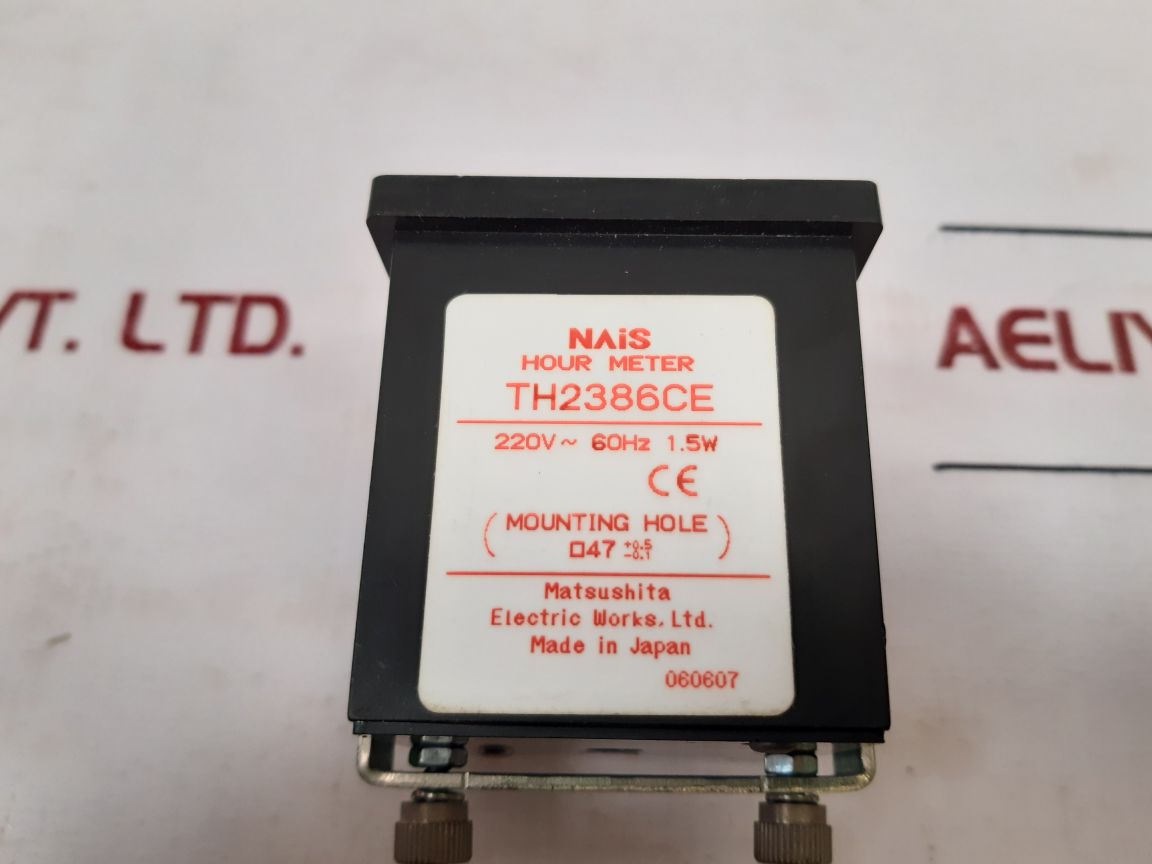 VT. LTD.
AELIY
NAiS
HOUR METER
TH2386CE
220V~ 60Hz 1.5W
CE
(MOUNTING HOLE
□47 +0.5 -0.1)
Matsushita
Electric Works, Ltd.
Made in Japan
060607